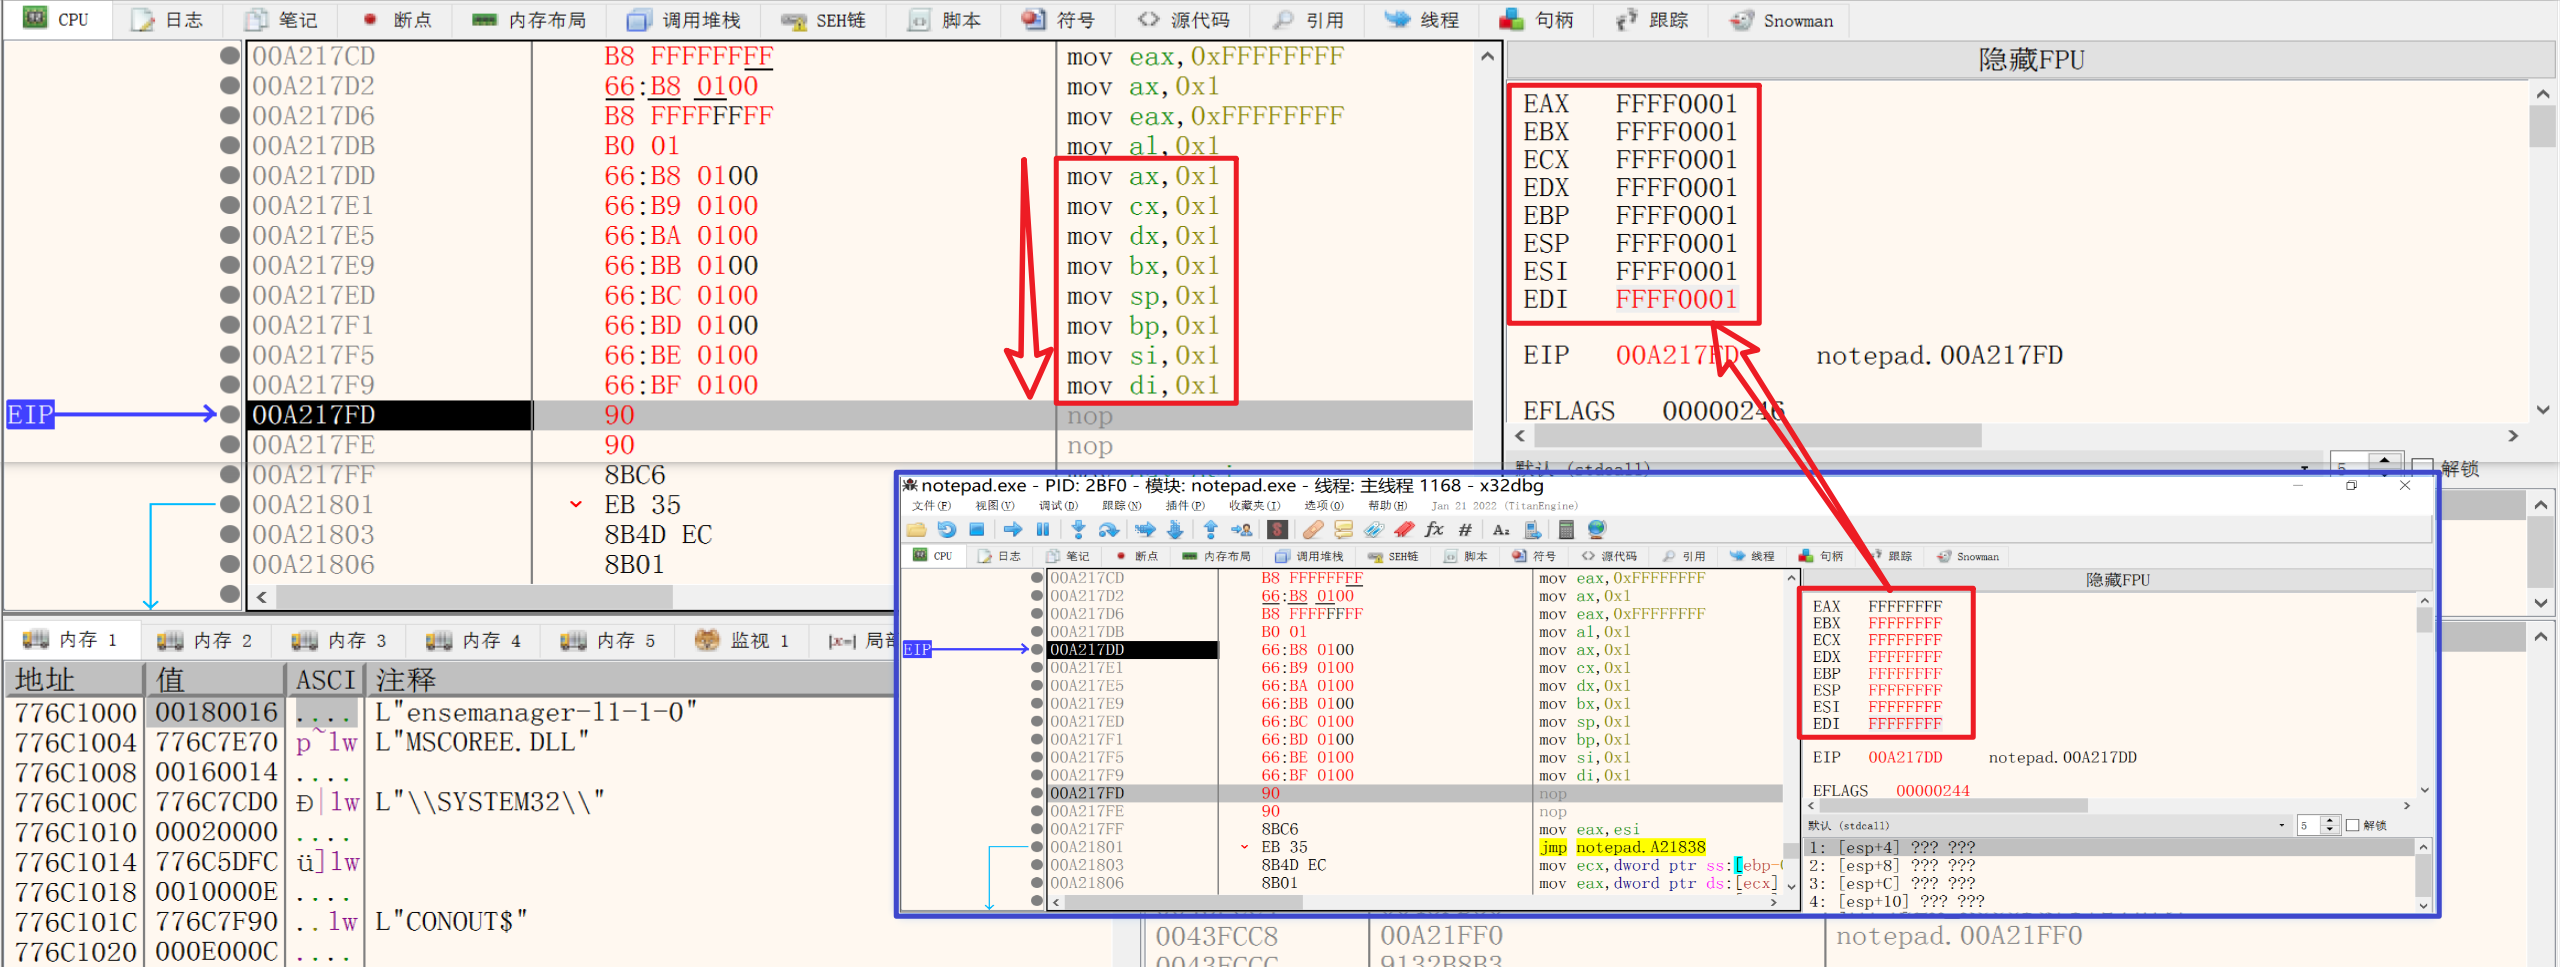 CPU 日志 笔记 断点 内存布局 调用堆栈 SEH链 脚本 符号 源代码 引用 线程 句柄 跟踪 Snowman
00A217CD B8 FFFFFFFF mov eax,0xFFFFFFFF
00A217D2 66:B8 0100 mov ax,0x1
00A217D6 B8 FFFFFFFF mov eax,0xFFFFFFFF
00A217DB B0 01 mov al,0x1
00A217DD 66:B8 0100 mov ax,0x1
00A217E1 66:B9 0100 mov cx,0x1
00A217E5 66:BA 0100 mov dx,0x1
00A217E9 66:BB 0100 mov bx,0x1
00A217ED 66:BC 0100 mov sp,0x1
00A217F1 66:BD 0100 mov bp,0x1
00A217F5 66:BE 0100 mov si,0x1
00A217F9 66:BF 0100 mov di,0x1
EIP 00A217FD 90 nop
00A217FE 90 nop
00A217FF 8BC6
00A21801 EB 35
00A21803 8B4D EC
00A21806 8B01
隐藏FPU
EAX FFFF0001
EBX FFFF0001
ECX FFFF0001
EDX FFFF0001
EBP FFFF0001
ESP FFFF0001
ESI FFFF0001
EDI FFFF0001
EIP 00A217FD notepad.00A217FD
EFLAGS 00000246
默认 (stdcall) 5 解锁
内存 1 内存 2 内存 3 内存 4 内存 5 监视 1 |x=| 局部
地址 值 ASCI 注释
776C1000 00180016 .... L"ensemanager-l1-1-0"
776C1004 776C7E70 p~lw L"MSCOREE.DLL"
776C1008 00160014 ....
776C100C 776C7CD0 Ð|lw L"\\SYSTEM32\\"
776C1010 00020000 ....
776C1014 776C5DFC ü]lw
776C1018 0010000E ....
776C101C 776C7F90 ..lw L"CONOUT$"
776C1020 000E000C ....
notepad.exe - PID: 2BF0 - 模块: notepad.exe - 线程: 主线程 1168 - x32dbg
文件(F) 视图(V) 调试(D) 跟踪(N) 插件(P) 收藏夹(I) 选项(O) 帮助(H) Jan 21 2022 (TitanEngine)
CPU 日志 笔记 断点 内存布局 调用堆栈 SEH链 脚本 符号 源代码 引用 线程 句柄 跟踪 Snowman
00A217CD B8 FFFFFFFF mov eax,0xFFFFFFFF
00A217D2 66:B8 0100 mov ax,0x1
00A217D6 B8 FFFFFFFF mov eax,0xFFFFFFFF
00A217DB B0 01 mov al,0x1
EIP 00A217DD 66:B8 0100 mov ax,0x1
00A217E1 66:B9 0100 mov cx,0x1
00A217E5 66:BA 0100 mov dx,0x1
00A217E9 66:BB 0100 mov bx,0x1
00A217ED 66:BC 0100 mov sp,0x1
00A217F1 66:BD 0100 mov bp,0x1
00A217F5 66:BE 0100 mov si,0x1
00A217F9 66:BF 0100 mov di,0x1
00A217FD 90 nop
00A217FE 90 nop
00A217FF 8BC6 mov eax,esi
00A21801 EB 35 jmp notepad.A21838
00A21803 8B4D EC mov ecx,dword ptr ss:[ebp-
00A21806 8B01 mov eax,dword ptr ds:[ecx]
隐藏FPU
EAX FFFFFFFF
EBX FFFFFFFF
ECX FFFFFFFF
EDX FFFFFFFF
EBP FFFFFFFF
ESP FFFFFFFF
ESI FFFFFFFF
EDI FFFFFFFF
EIP 00A217DD notepad.00A217DD
EFLAGS 00000244
默认 (stdcall) 5 解锁
1: [esp+4] ??? ???
2: [esp+8] ??? ???
3: [esp+C] ??? ???
4: [esp+10] ??? ???
0043FCC8 00A21FF0 notepad.00A21FF0
0043FCCC 9132B8B3